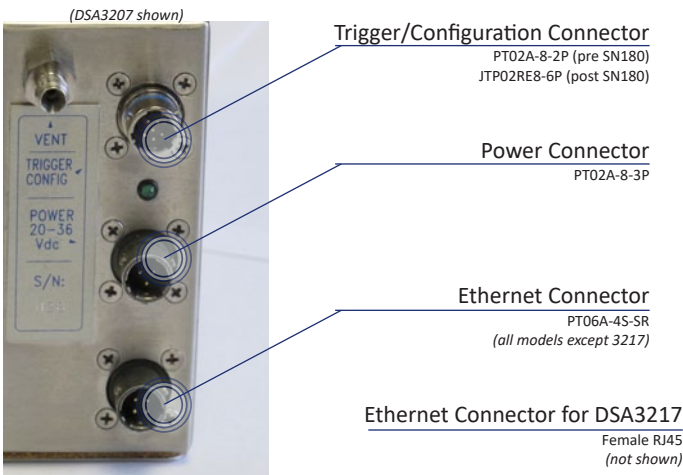 (DSA3207 shown)
Trigger/Configuration Connector
PT02A-8-2P (pre SN180)
JTP02RE8-6P (post SN180)
Power Connector
PT02A-8-3P
Ethernet Connector
PT06A-4S-SR
(all models except 3217)
Ethernet Connector for DSA3217
Female RJ45
(not shown)
VENT
TRIGGER
CONFIG
POWER
20-36
Vdc
S/N: